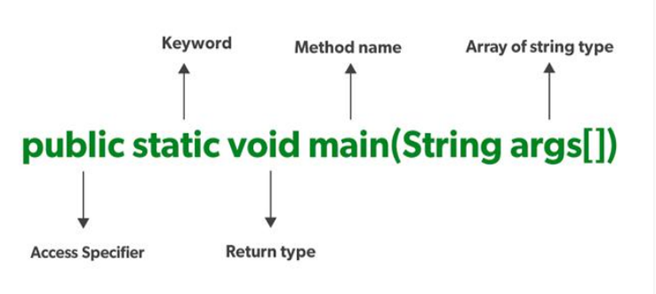 Keyword Method name Array of string type
public static void main(String args[])
Access Specifier Return type